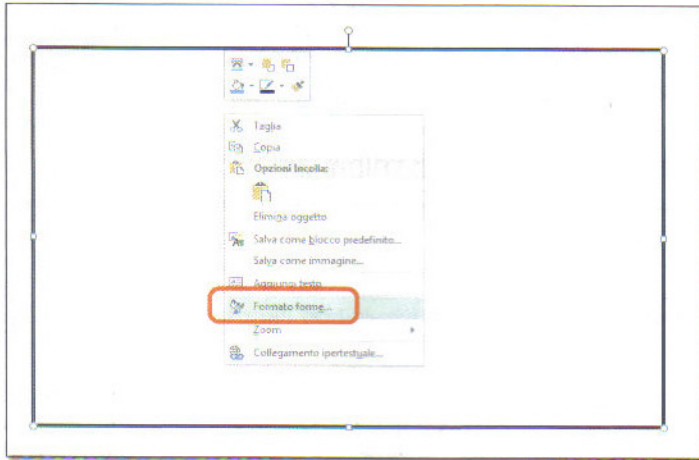 Taglia
Copia
Opzioni Incolla:
Elimina oggetto
Salva come blocco predefinito...
Salva come immagine...
Aggiungi testo
Formato forme...
Zoom
Collegamento ipertestuale...